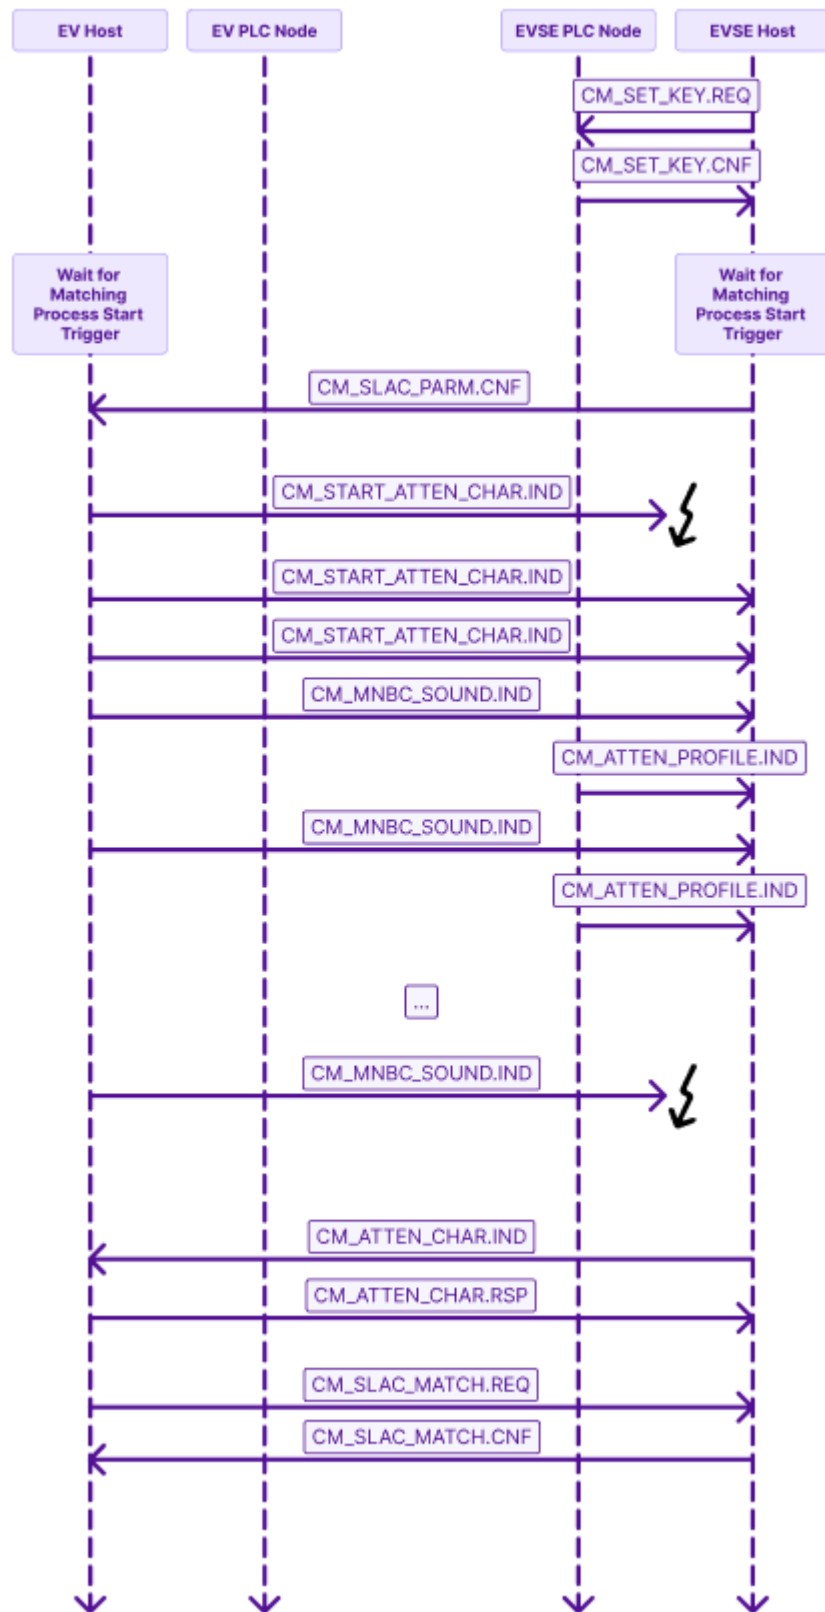 EV Host
EV PLC Node
EVSE PLC Node
EVSE Host
CM_SET_KEY.REQ
CM_SET_KEY.CNF
Wait for
Matching
Process Start
Trigger
Wait for
Matching
Process Start
Trigger
CM_SLAC_PARM.CNF
CM_START_ATTEN_CHAR.IND
CM_START_ATTEN_CHAR.IND
CM_START_ATTEN_CHAR.IND
CM_MNBC_SOUND.IND
CM_ATTEN_PROFILE.IND
CM_MNBC_SOUND.IND
CM_ATTEN_PROFILE.IND
...
CM_MNBC_SOUND.IND
CM_ATTEN_CHAR.IND
CM_ATTEN_CHAR.RSP
CM_SLAC_MATCH.REQ
CM_SLAC_MATCH.CNF